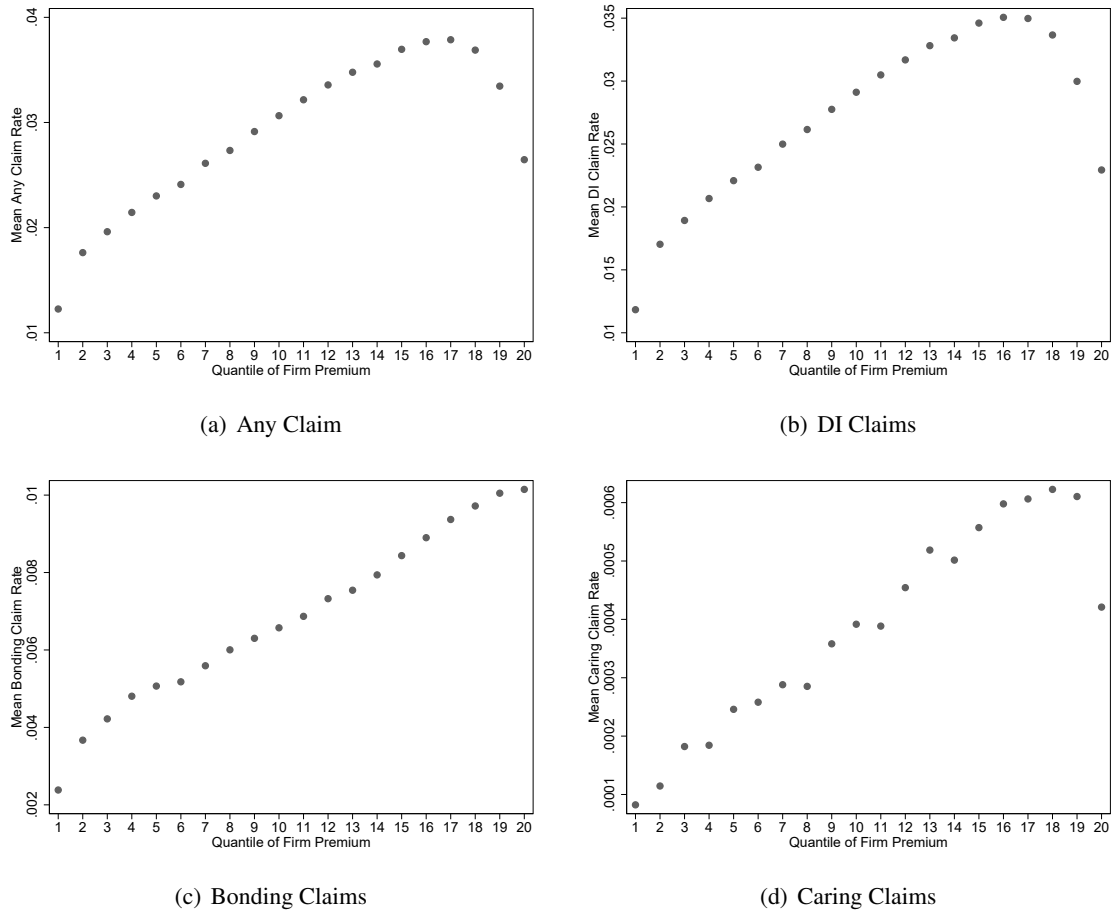 Mean Any Claim Rate
.04
.03
.02
.01
1 2 3 4 5 6 7 8 9 10 11 12 13 14 15 16 17 18 19 20
Quantile of Firm Premium
(a) Any Claim
Mean DI Claim Rate
.035
.03
.025
.02
.015
.01
1 2 3 4 5 6 7 8 9 10 11 12 13 14 15 16 17 18 19 20
Quantile of Firm Premium
(b) DI Claims
Mean Bonding Claim Rate
.01
.008
.006
.004
.002
1 2 3 4 5 6 7 8 9 10 11 12 13 14 15 16 17 18 19 20
Quantile of Firm Premium
(c) Bonding Claims
Mean Caring Claim Rate
.0006
.0005
.0004
.0003
.0002
.0001
1 2 3 4 5 6 7 8 9 10 11 12 13 14 15 16 17 18 19 20
Quantile of Firm Premium
(d) Caring Claims